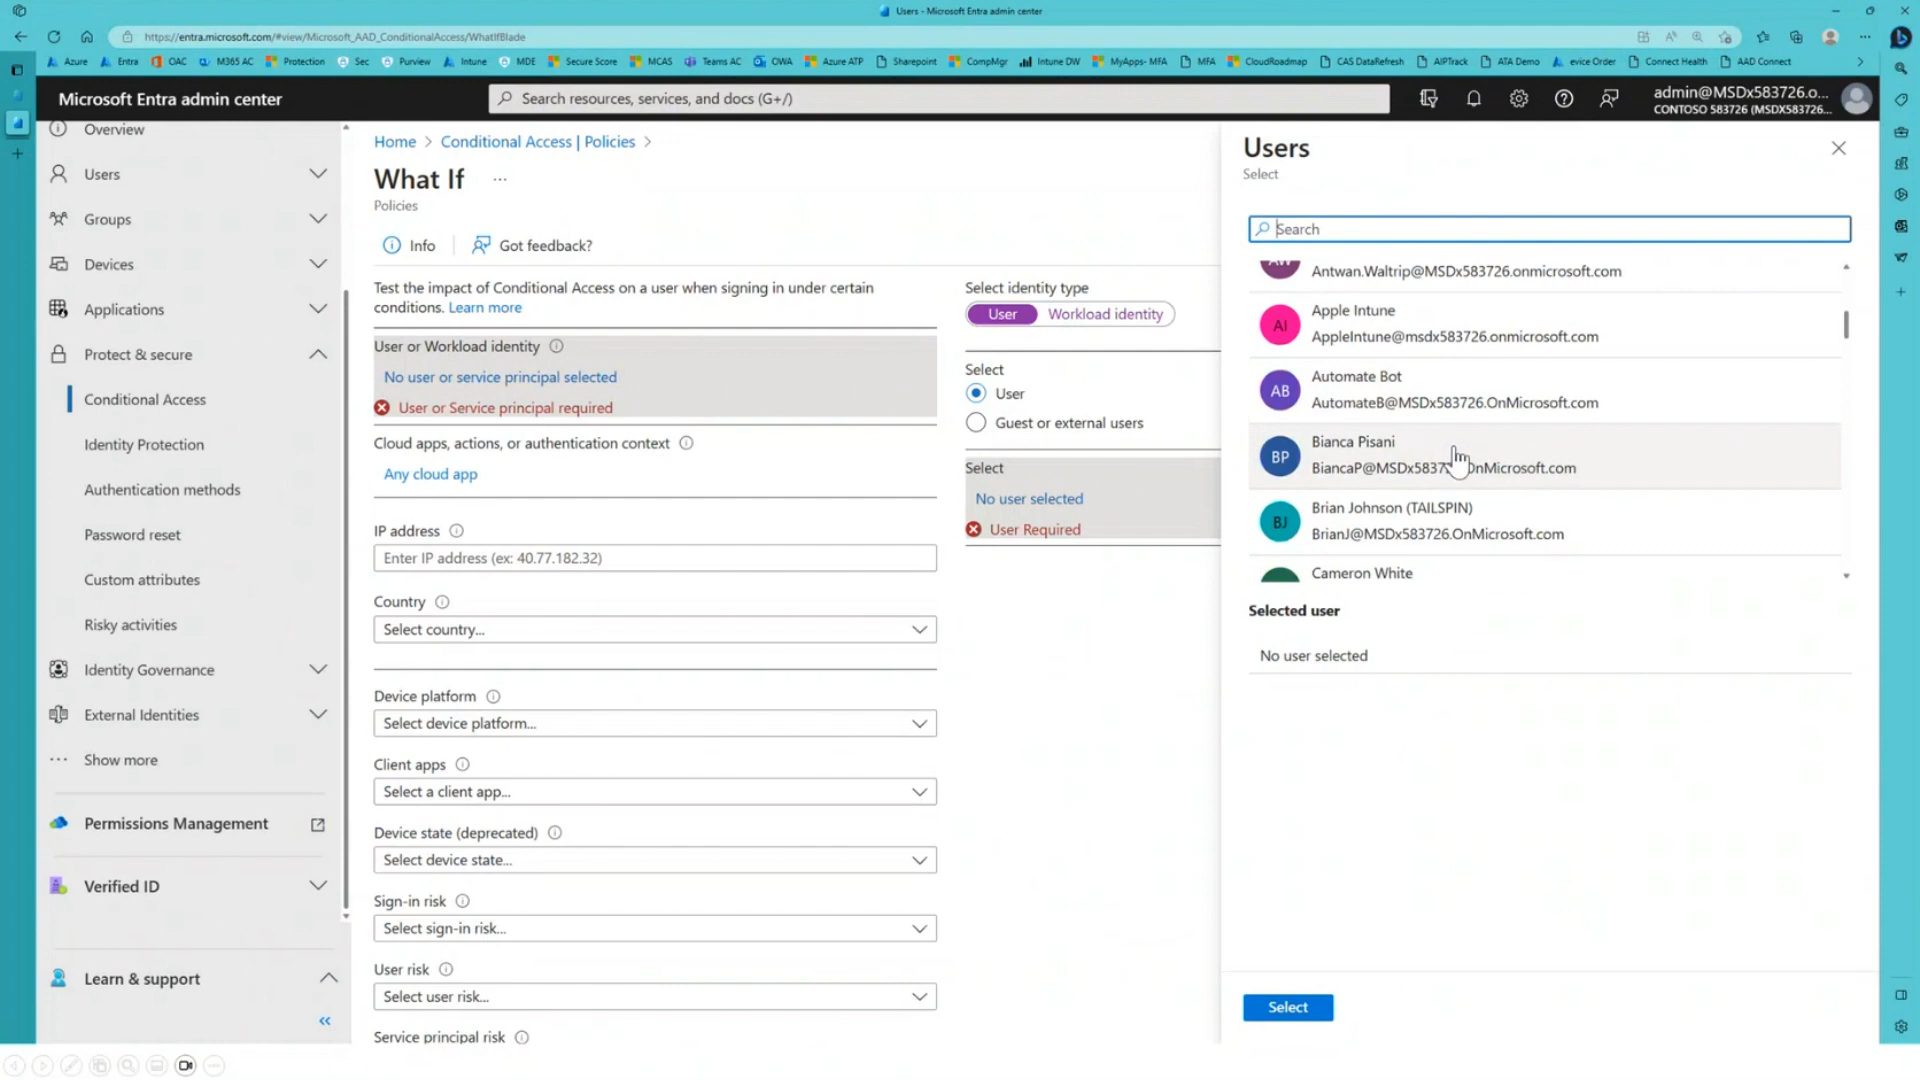 Users - Microsoft Entra admin center
https://entra.microsoft.com/#view/Microsoft_AAD_ConditionalAccess/WhatIfBlade
Azure
Entra
OAC
M365 AC
Protection
Sec
Purview
Intune
MDE
Secure Score
MCAS
Teams AC
OWA
Azure ATP
Sharepoint
CompMgr
Intune DW
MyApps- MFA
MFA
CloudRoadmap
CAS DataRefresh
AIPTrack
ATA Demo
evice Order
Connect Health
AAD Connect
Microsoft Entra admin center
Search resources, services, and docs (G+/)
admin@MSDx583726.o...
CONTOSO 583726 (MSDX583726...
Overview
Users
Groups
Devices
Applications
Protect & secure
Conditional Access
Identity Protection
Authentication methods
Password reset
Custom attributes
Risky activities
Identity Governance
External Identities
Show more
Permissions Management
Verified ID
Learn & support
Home > Conditional Access | Policies >
What If ...
Policies
Info
Got feedback?
Test the impact of Conditional Access on a user when signing in under certain
conditions. Learn more
User or Workload identity
No user or service principal selected
User or Service principal required
Cloud apps, actions, or authentication context
Any cloud app
IP address
Enter IP address (ex: 40.77.182.32)
Country
Select country...
Device platform
Select device platform...
Client apps
Select a client app...
Device state (deprecated)
Select device state...
Sign-in risk
Select sign-in risk...
User risk
Select user risk...
Service principal risk
Select identity type
User
Workload identity
Select
User
Guest or external users
Select
No user selected
User Required
Users
Select
Search
AW
Antwan.Waltrip@MSDx583726.onmicrosoft.com
AI
Apple Intune
AppleIntune@msdx583726.onmicrosoft.com
AB
Automate Bot
AutomateB@MSDx583726.OnMicrosoft.com
BP
Bianca Pisani
BiancaP@MSDx5837 OnMicrosoft.com
BJ
Brian Johnson (TAILSPIN)
BrianJ@MSDx583726.OnMicrosoft.com
Cameron White
Selected user
No user selected
Select